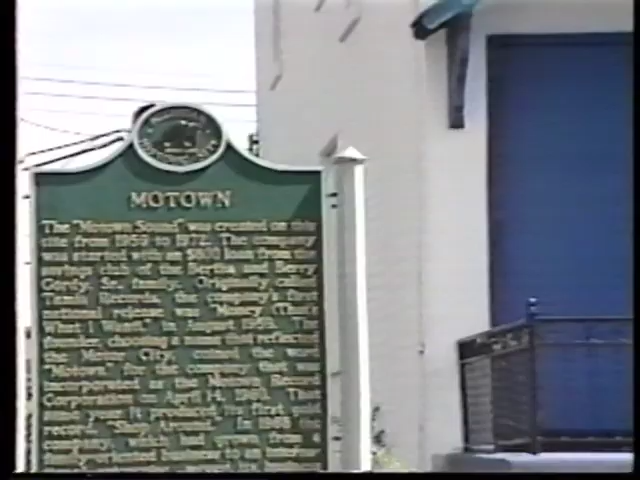 MOTOWN
The "Motown Sound" was created on this
site from 1959 to 1972. The company
was started with an $800 loan from the
savings club of the Bertha and Berry
Gordy, Sr., family. Originally called
Tamla Records, the company's first
national release was "Money (That's
What I Want)," in August 1959. The
founder, choosing a name that reflected
the Motor City, coined the word
"Motown" for the company that was
incorporated as the Motown Record
Corporation on April 14, 1960. That
year it produced its first gold
record, "Shop Around." In 1968 the
company, which had grown from a
family-oriented business to an